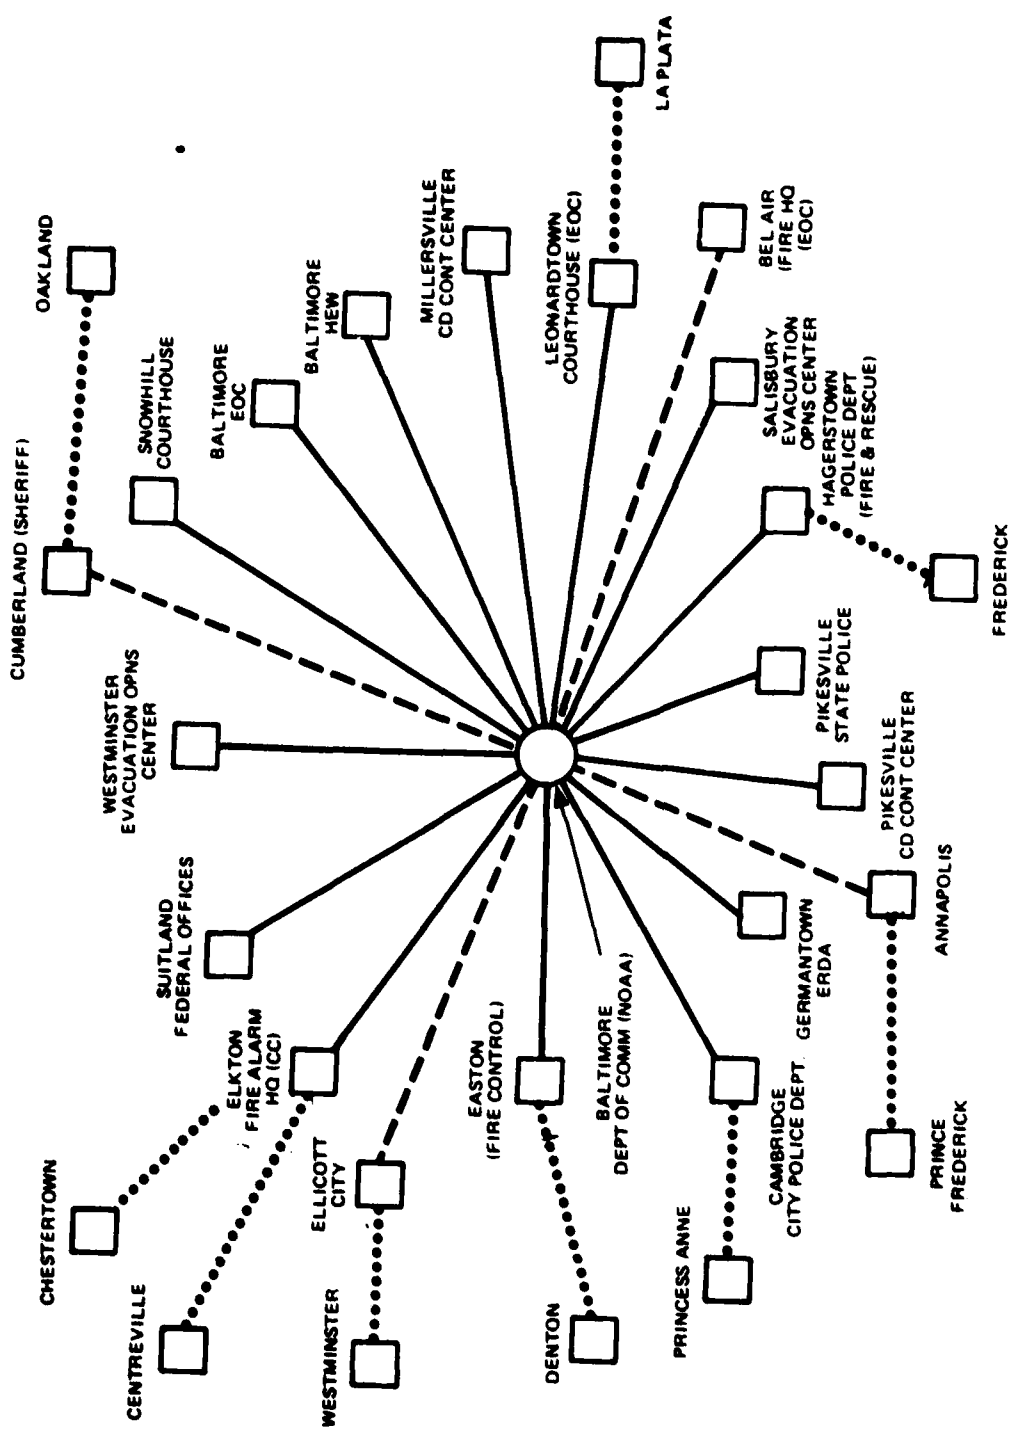 CHESTERTOWN
CENTREVILLE
WESTMINSTER
ELLICOTT
CITY
ELKTON
FIRE ALARM
HQ (CC)
SUITLAND
FEDERAL OFFICES
WESTMINSTER
EVACUATION OPNS
CENTER
CUMBERLAND (SHERIFF)
OAKLAND
SNOWHILL
COURTHOUSE
BALTIMORE
EOC
BALTIMORE
HEW
MILLERSVILLE
CD CONT CENTER
LEONARDTOWN
COURTHOUSE (EOC)
LA PLATA
BEL AIR
(FIRE HQ
(EOC)
SALISBURY
EVACUATION
OPNS CENTER
HAGERSTOWN
POLICE DEPT
(FIRE & RESCUE)
FREDERICK
PIKESVILLE
STATE POLICE
PIKESVILLE
CD CONT CENTER
ANNAPOLIS
GERMANTOWN
ERDA
PRINCE
FREDERICK
CAMBRIDGE
CITY POLICE DEPT.
PRINCESS ANNE
BALTIMORE
DEPT OF COMM (NOAA)
EASTON
(FIRE CONTROL)
DENTON